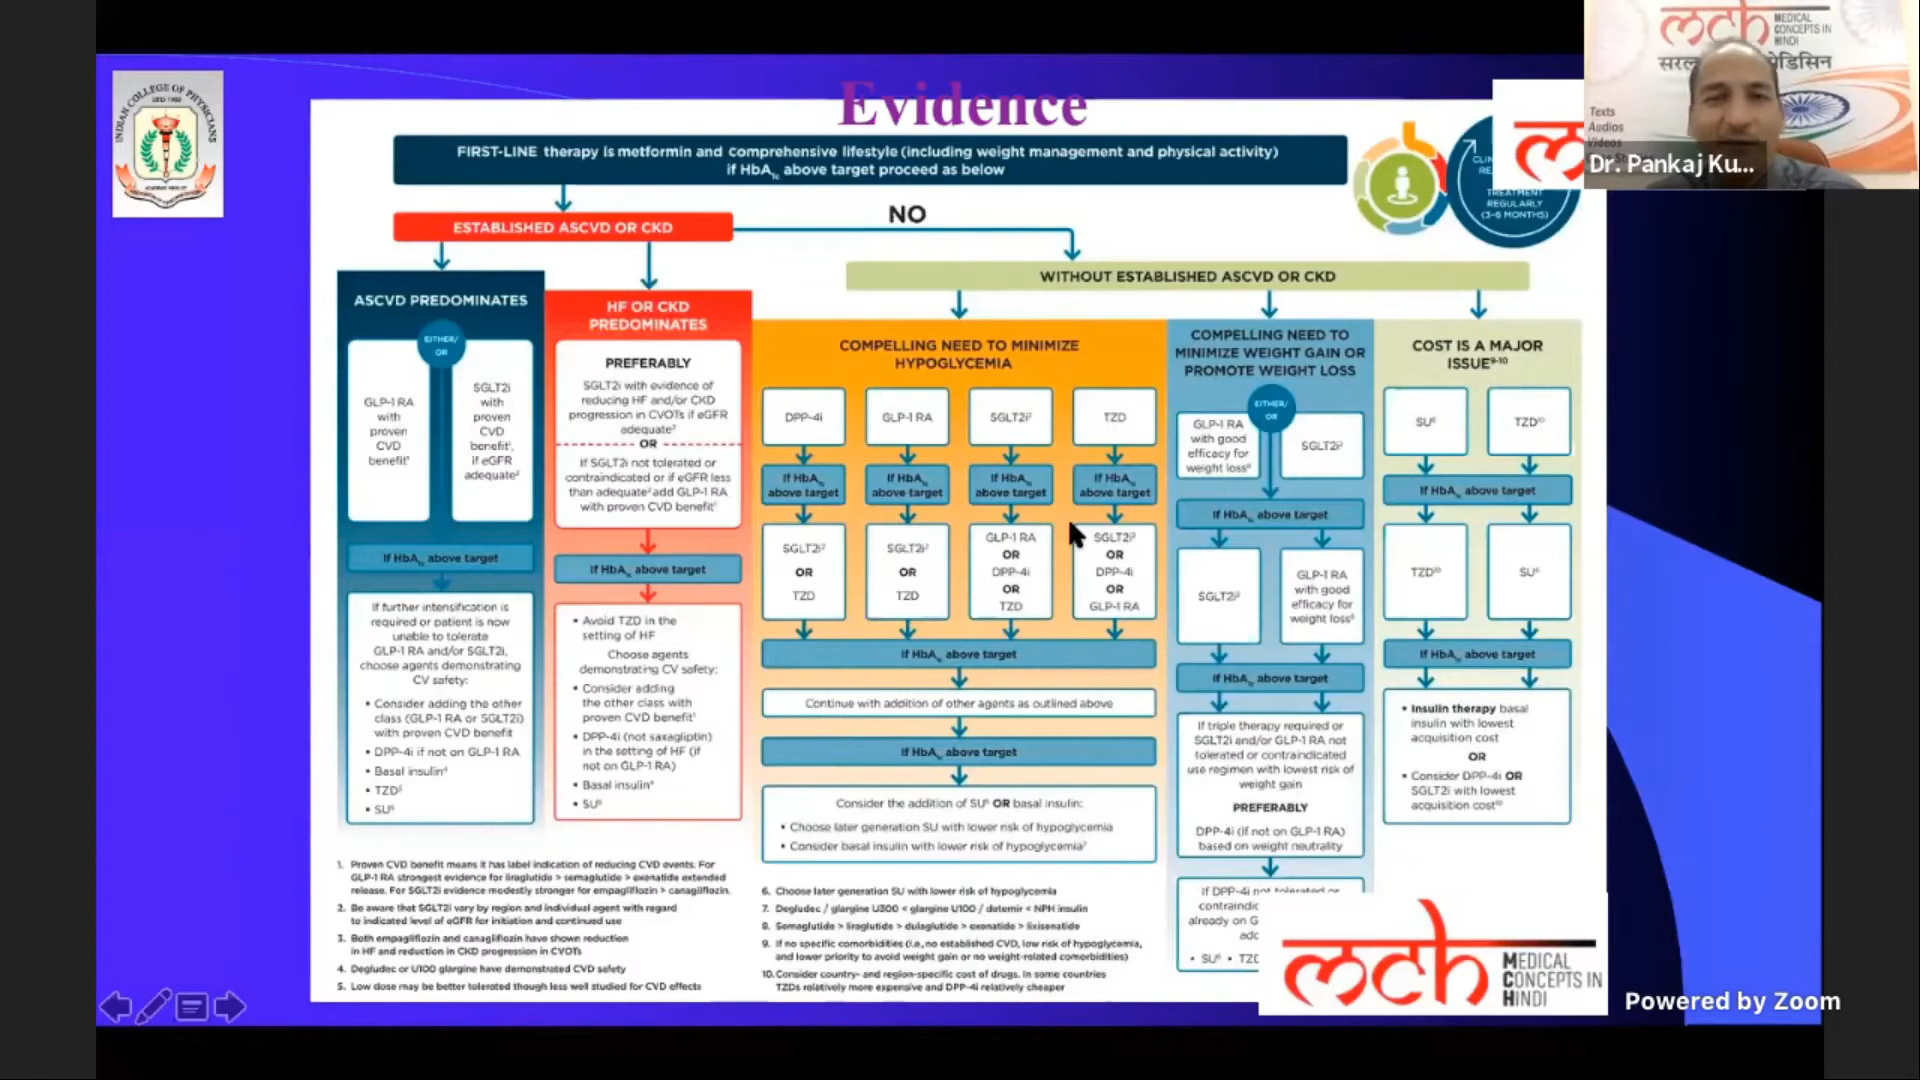 Evidence
INDIAN COLLEGE OF PHYSICIANS
FIRST-LINE therapy is metformin and comprehensive lifestyle (including weight management and physical activity)
if HbA1c above target proceed as below
ESTABLISHED ASCVD OR CKD
NO
WITHOUT ESTABLISHED ASCVD OR CKD
TREATMENT
REGULARLY
(3-6 MONTHS)
MEDICAL
CONCEPTS IN
HINDI
Texts
Audios
Videos
Dr. Pankaj Ku...
ASCVD PREDOMINATES
EITHER/
OR
GLP-1 RA
with
proven
CVD
benefit¹
SGLT2i
with
proven
CVD
benefit¹,
if eGFR
adequate²
If HbA1c above target
If further intensification is
required or patient is now
unable to tolerate
GLP-1 RA and/or SGLT2i,
choose agents demonstrating
CV safety:
• Consider adding the other
class (GLP-1 RA or SGLT2i)
with proven CVD benefit
• DPP-4i if not on GLP-1 RA
• Basal insulin⁴
• TZD⁵
• SU⁶
HF OR CKD
PREDOMINATES
PREFERABLY
SGLT2i with evidence of
reducing HF and/or CKD
progression in CVOTs if eGFR
adequate³
OR
If SGLT2i not tolerated or
contraindicated or if eGFR less
than adequate² add GLP-1 RA
with proven CVD benefit¹
If HbA1c above target
• Avoid TZD in the
setting of HF
Choose agents
demonstrating CV safety:
• Consider adding
the other class with
proven CVD benefit¹
• DPP-4i (not saxagliptin)
in the setting of HF (if
not on GLP-1 RA)
• Basal insulin⁴
• SU⁶
COMPELLING NEED TO MINIMIZE
HYPOGLYCEMIA
DPP-4i
GLP-1 RA
SGLT2i²
TZD
If HbA1c
above target
If HbA1c
above target
If HbA1c
above target
If HbA1c
above target
SGLT2i²
OR
TZD
SGLT2i²
OR
TZD
GLP-1 RA
OR
DPP-4i
OR
TZD
SGLT2i²
OR
DPP-4i
OR
GLP-1 RA
If HbA1c above target
Continue with addition of other agents as outlined above
If HbA1c above target
Consider the addition of SU⁶ OR basal insulin:
• Choose later generation SU with lower risk of hypoglycemia
• Consider basal insulin with lower risk of hypoglycemia⁷
COMPELLING NEED TO
MINIMIZE WEIGHT GAIN OR
PROMOTE WEIGHT LOSS
EITHER/
OR
GLP-1 RA
with good
efficacy for
weight loss⁸
SGLT2i²
If HbA1c above target
SGLT2i²
GLP-1 RA
with good
efficacy for
weight loss⁸
If HbA1c above target
If triple therapy required or
SGLT2i and/or GLP-1 RA not
tolerated or contraindicated
use regimen with lowest risk of
weight gain
PREFERABLY
DPP-4i (if not on GLP-1 RA)
based on weight neutrality
If DPP-4i not tolerated or
already on G
• SU⁶ • TZD
COST IS A MAJOR
ISSUE⁹⁻¹⁰
SU⁶
TZD¹⁰
If HbA1c above target
TZD¹⁰
SU⁶
If HbA1c above target
• Insulin therapy basal
insulin with lowest
acquisition cost
OR
• Consider DPP-4i OR
SGLT2i with lowest
acquisition cost¹⁰
1. Proven CVD benefit means it has label indication of reducing CVD events. For
GLP-1 RA strongest evidence for liraglutide > semaglutide > exenatide extended
release. For SGLT2i evidence modestly stronger for empagliflozin > canagliflozin.
2. Be aware that SGLT2i vary by region and individual agent with regard
to indicated level of eGFR for initiation and continued use
3. Both empagliflozin and canagliflozin have shown reduction
in HF and reduction in CKD progression in CVOTs
4. Degludec or U100 glargine have demonstrated CVD safety
5. Low dose may be better tolerated though less well studied for CVD effects
6. Choose later generation SU with lower risk of hypoglycemia
7. Degludec / glargine U300 < glargine U100 / detemir < NPH insulin
8. Semaglutide > liraglutide > dulaglutide > exenatide > lixisenatide
9. If no specific comorbidities (i.e., no established CVD, low risk of hypoglycemia,
and lower priority to avoid weight gain or no weight-related comorbidities)
10. Consider country- and region-specific cost of drugs. In some countries
TZDs relatively more expensive and DPP-4i relatively cheaper
mch
MEDICAL
CONCEPTS IN
HINDI
Powered by Zoom